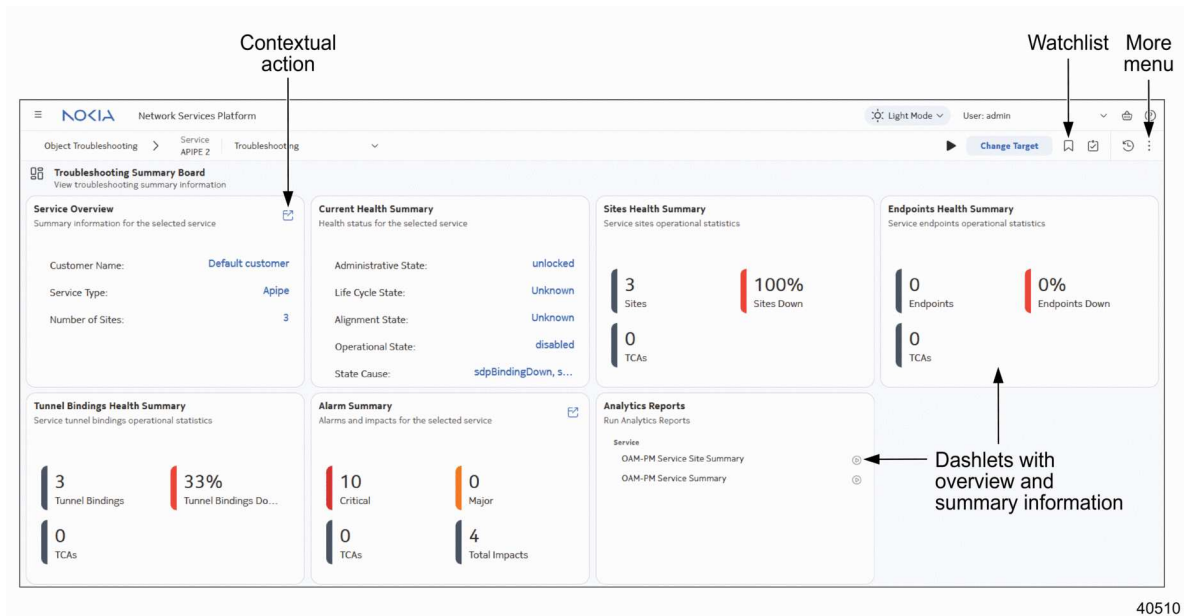 Contextual
action
Watchlist
More
menu
NOKIA Network Services Platform
Light Mode
User: admin
Object Troubleshooting > Service
APIPE 2
Troubleshooting
Change Target
Troubleshooting Summary Board
View troubleshooting summary information
Service Overview
Summary information for the selected service
Customer Name: Default customer
Service Type: Apipe
Number of Sites: 3
Current Health Summary
Health status for the selected service
Administrative State: unlocked
Life Cycle State: Unknown
Alignment State: Unknown
Operational State: disabled
State Cause: sdpBindingDown, s...
Sites Health Summary
Service sites operational statistics
3
Sites
100%
Sites Down
0
TCAs
Endpoints Health Summary
Service endpoints operational statistics
0
Endpoints
0%
Endpoints Down
0
TCAs
Tunnel Bindings Health Summary
Service tunnel bindings operational statistics
3
Tunnel Bindings
33%
Tunnel Bindings Do...
0
TCAs
Alarm Summary
Alarms and impacts for the selected service
10
Critical
0
Major
0
TCAs
4
Total Impacts
Analytics Reports
Run Analytics Reports
Service
OAM-PM Service Site Summary
OAM-PM Service Summary
Dashlets with
overview and
summary information
40510